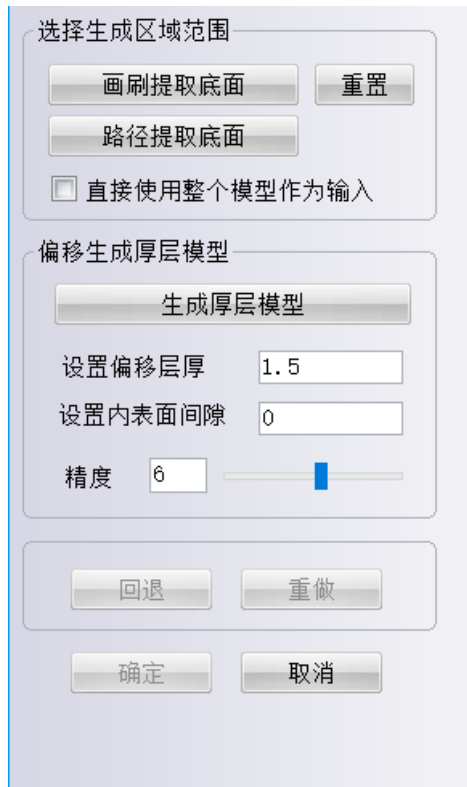 选择生成区域范围
画刷提取底面 重置
路径提取底面
直接使用整个模型作为输入
偏移生成厚层模型
生成厚层模型
设置偏移层厚 1.5
设置内表面间隙 0
精度 6
回退 重做
确定 取消